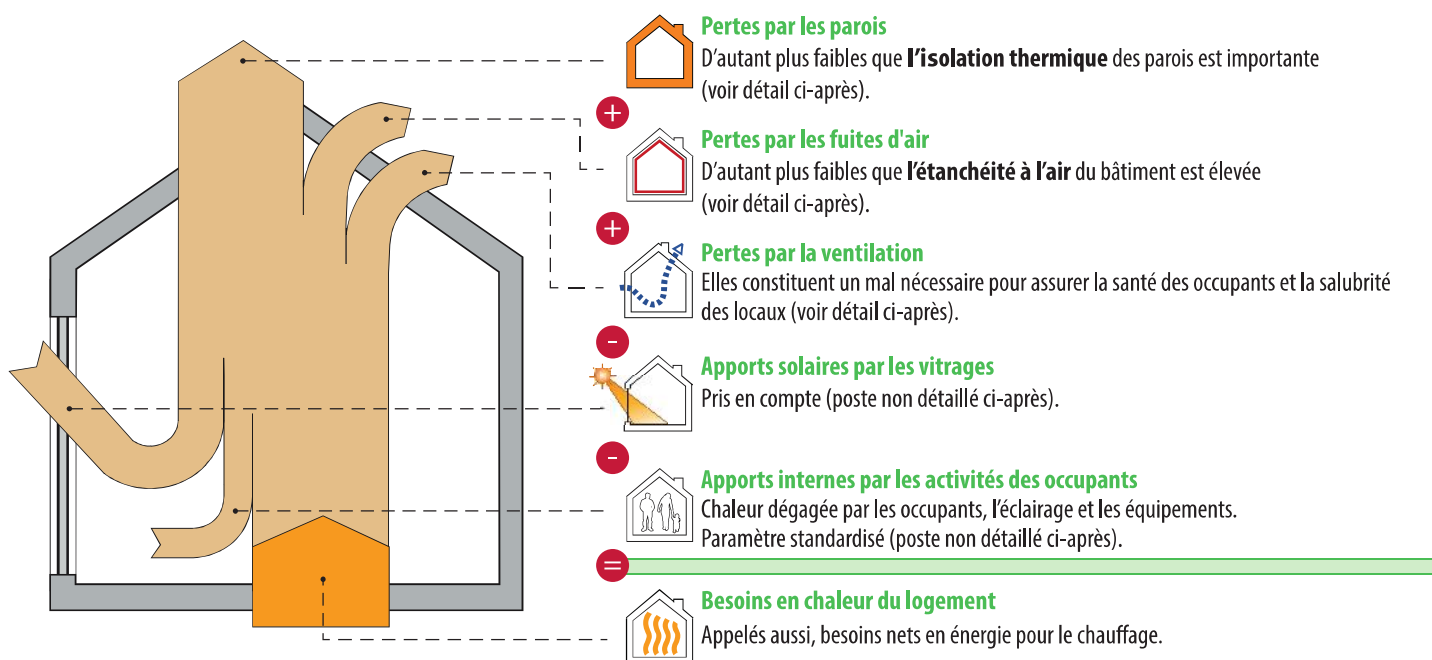 Pertes par les parois
D'autant plus faibles que l'isolation thermique des parois est importante
(voir détail ci-après).
+
Pertes par les fuites d'air
D'autant plus faibles que l'étanchéité à l'air du bâtiment est élevée
(voir détail ci-après).
+
Pertes par la ventilation
Elles constituent un mal nécessaire pour assurer la santé des occupants et la salubrité
des locaux (voir détail ci-après).
-
Apports solaires par les vitrages
Pris en compte (poste non détaillé ci-après).
-
Apports internes par les activités des occupants
Chaleur dégagée par les occupants, l'éclairage et les équipements.
Paramètre standardisé (poste non détaillé ci-après).
=
Besoins en chaleur du logement
Appelés aussi, besoins nets en énergie pour le chauffage.